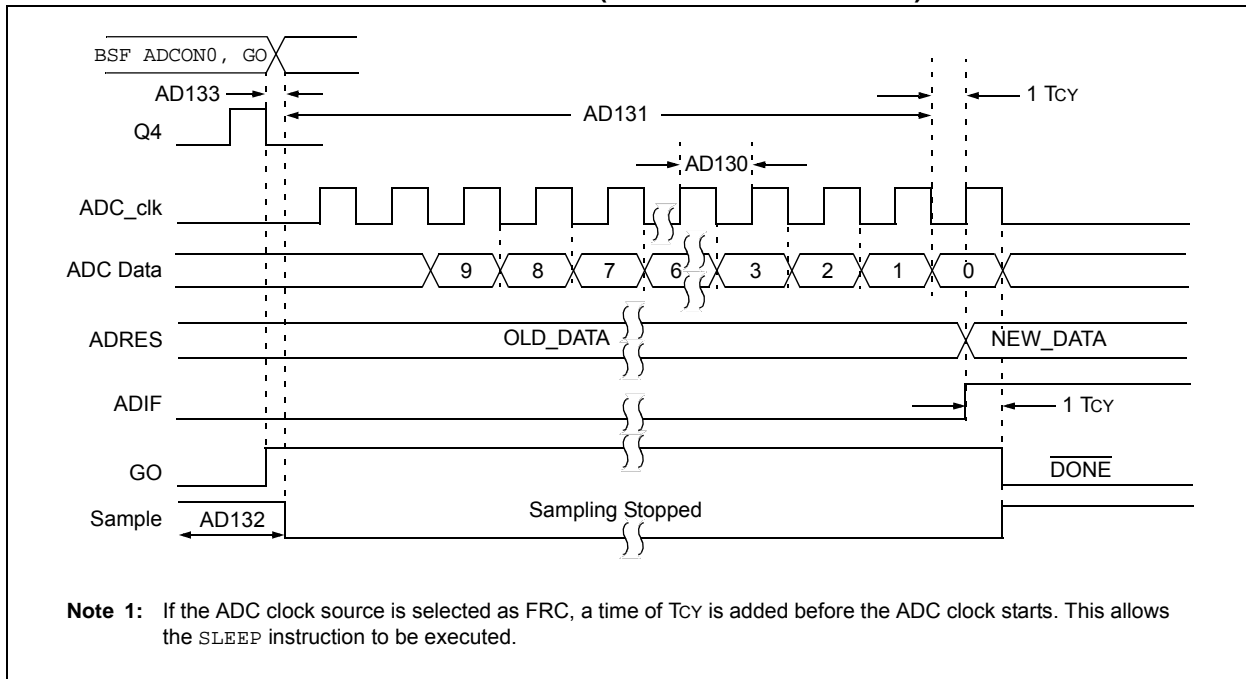 BSF ADCON0, GO
AD133
1 TCY
AD131
Q4
AD130
ADC_clk
ADC Data
9 8 7 6 3 2 1 0
ADRES
OLD_DATA
NEW_DATA
ADIF
1 TCY
GO
DONE
Sample
AD132
Sampling Stopped
Note 1: If the ADC clock source is selected as FRC, a time of TCY is added before the ADC clock starts. This allows
the SLEEP instruction to be executed.